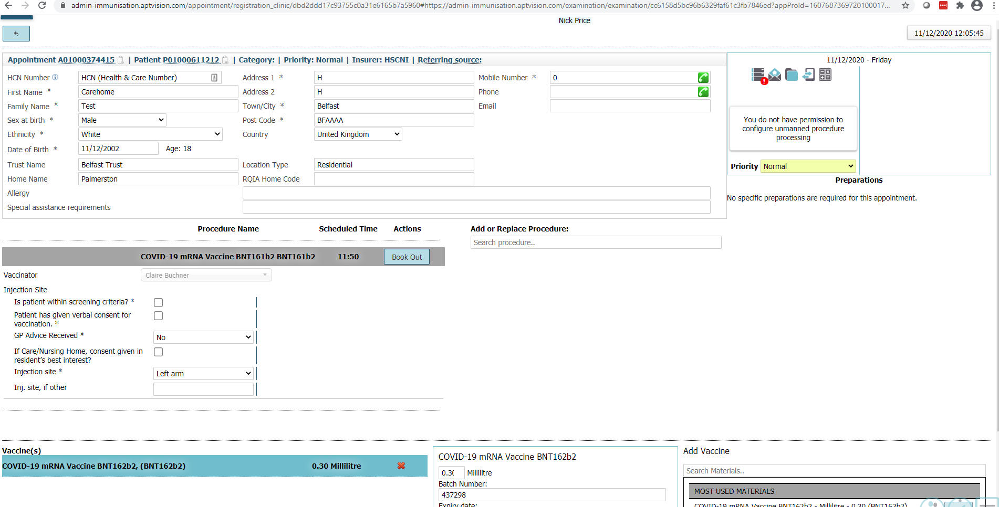 admin-immunisation.aptvision.com/appointment/registration_clinic/dbd2ddd17c93755c0a31e6165b7a5960#https://admin-immunisation.aptvision.com/examination/examination/cc6158d5bc96b6329faf61c3fb7846ed?appProId=1607687369720100017...
Nick Price
11/12/2020 12:05:45
Appointment A01000374415 | Patient P01000611212 | Category: | Priority: Normal | Insurer: HSCNI | Referring source:
11/12/2020 - Friday
HCN Number HCN (Health & Care Number) Address 1 * H Mobile Number * 0
First Name * Carehome Address 2 H Phone
Family Name * Test Town/City * Belfast Email
Sex at birth * Male Post Code * BFAAAA
Ethnicity * White Country United Kingdom
Date of Birth * 11/12/2002 Age: 18
Trust Name Belfast Trust Location Type Residential
Home Name Palmerston RQIA Home Code
Allergy
Special assistance requirements
You do not have permission to
configure unmanned procedure
processing
Priority Normal
Preparations
No specific preparations are required for this appointment.
Procedure Name Scheduled Time Actions
Add or Replace Procedure:
Search procedure..
COVID-19 mRNA Vaccine BNT161b2 BNT161b2 11:50 Book Out
Vaccinator Claire Buchner
Injection Site
Is patient within screening criteria? *
Patient has given verbal consent for
vaccination. *
GP Advice Received * No
If Care/Nursing Home, consent given in
resident's best interest?
Injection site * Left arm
Inj. site, if other
Vaccine(s)
COVID-19 mRNA Vaccine BNT162b2, (BNT162b2) 0.30 Millilitre
COVID-19 mRNA Vaccine BNT162b2
0.30 Millilitre
Batch Number:
437298
Expiry date:
Add Vaccine
Search Materials..
MOST USED MATERIALS
COVID-19 mRNA Vaccine BNT162b2 - Millilitre - 0.30 (BNT162b2)